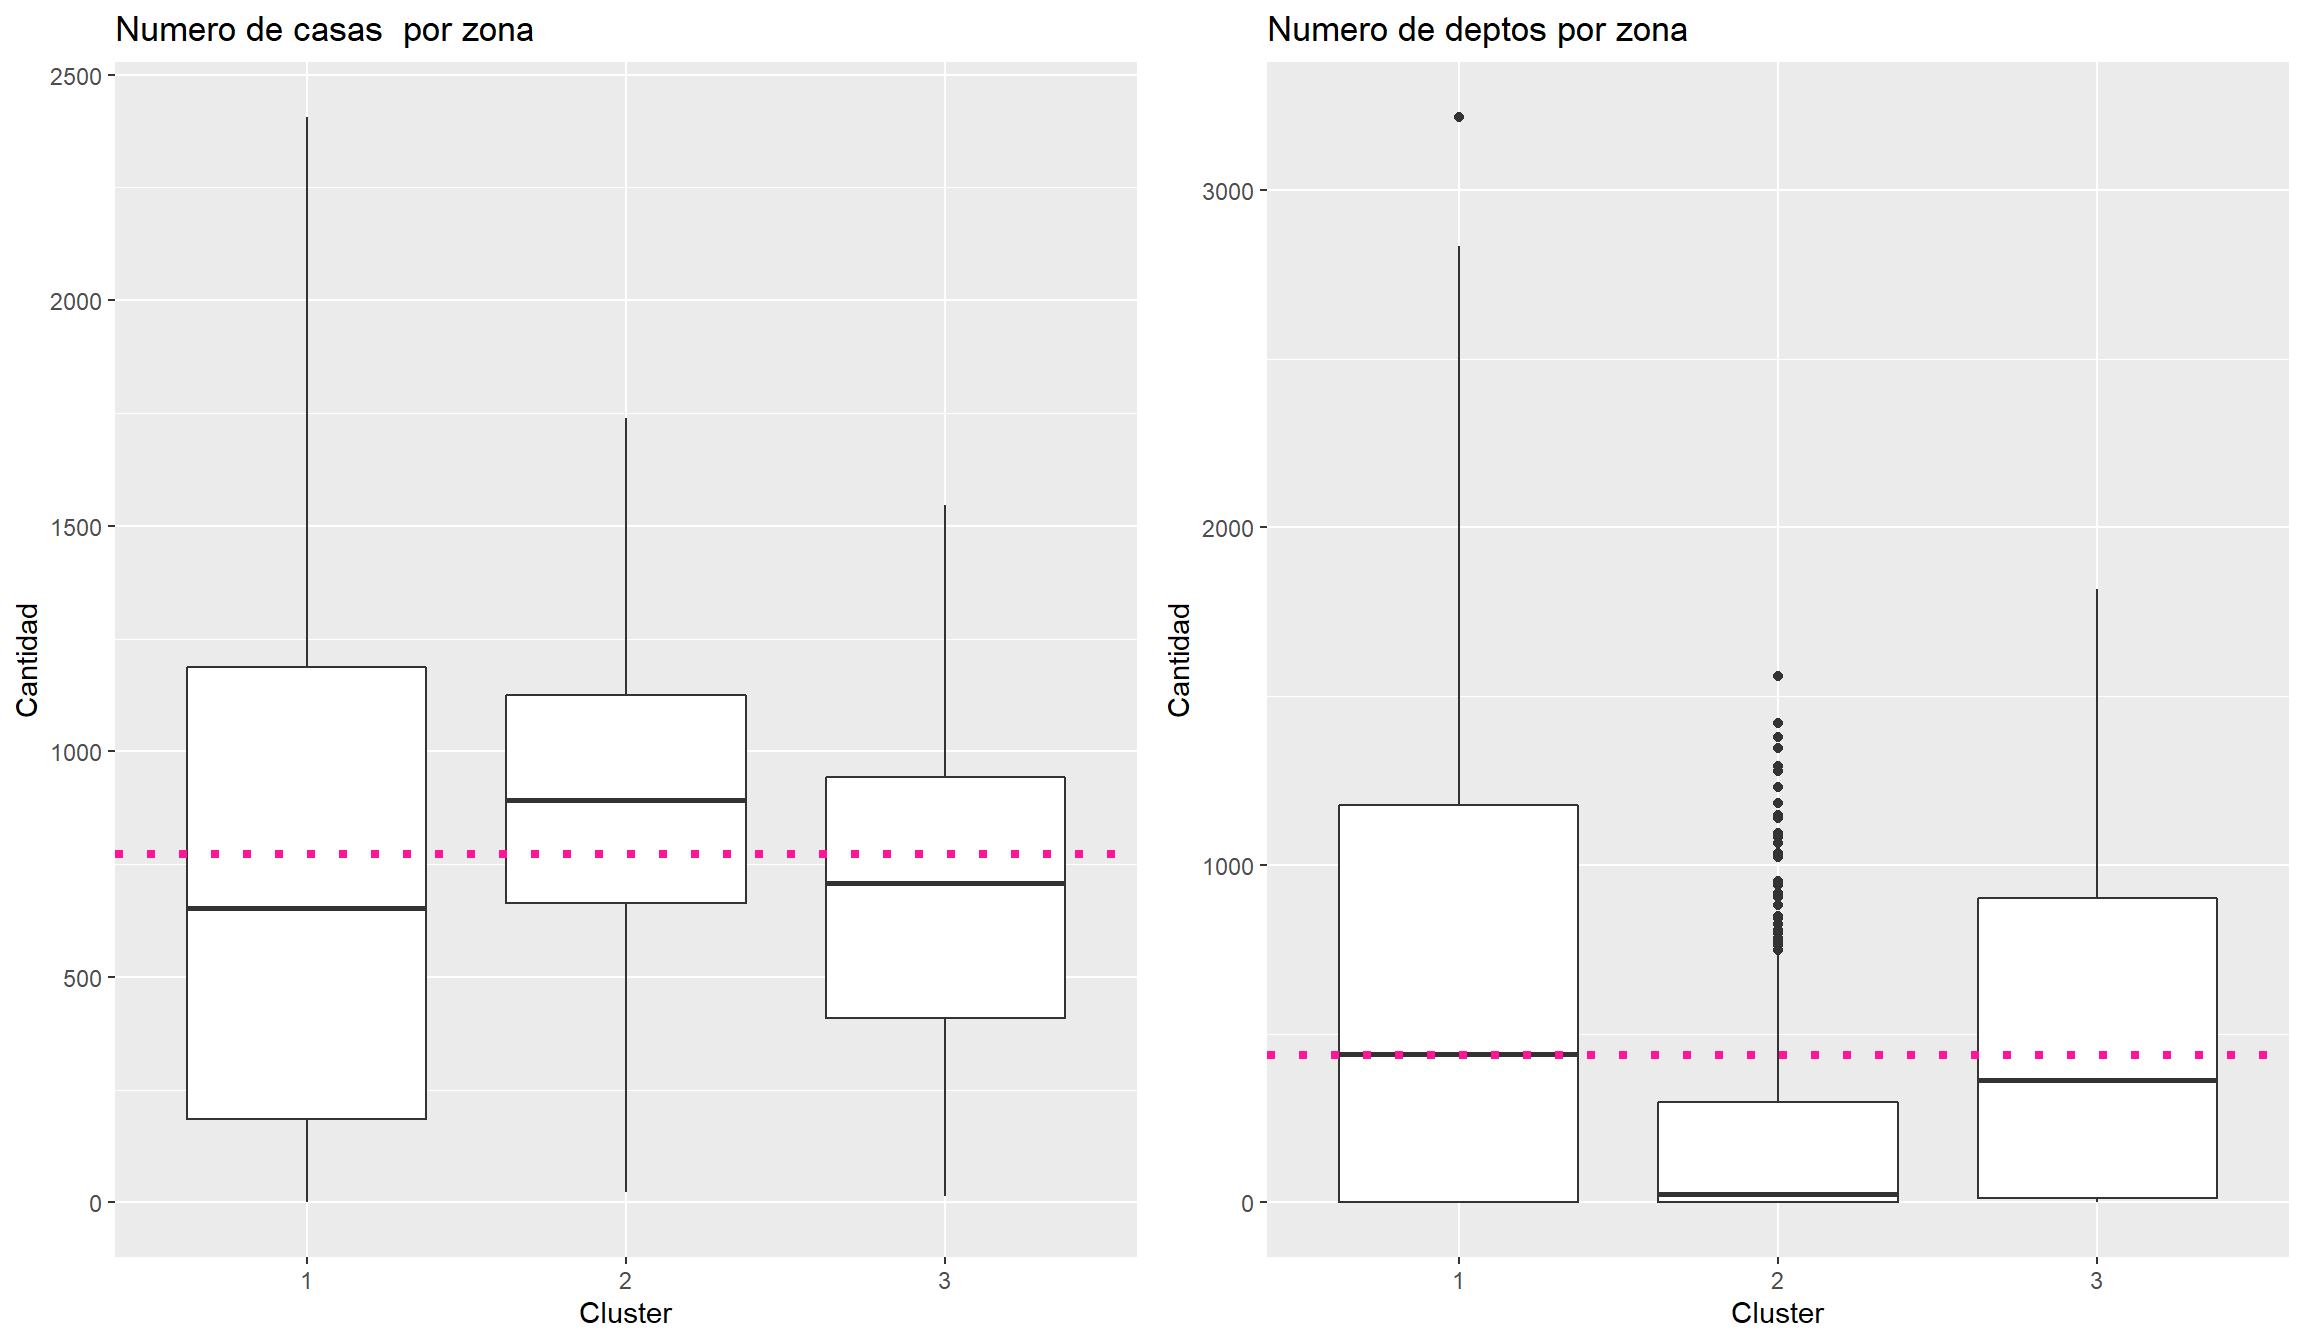 Numero de casas  por zona
Cantidad
2500
2000
1500
1000
500
0
1 2 3
Cluster
Numero de deptos por zona
Cantidad
3000
2000
1000
0
1 2 3
Cluster